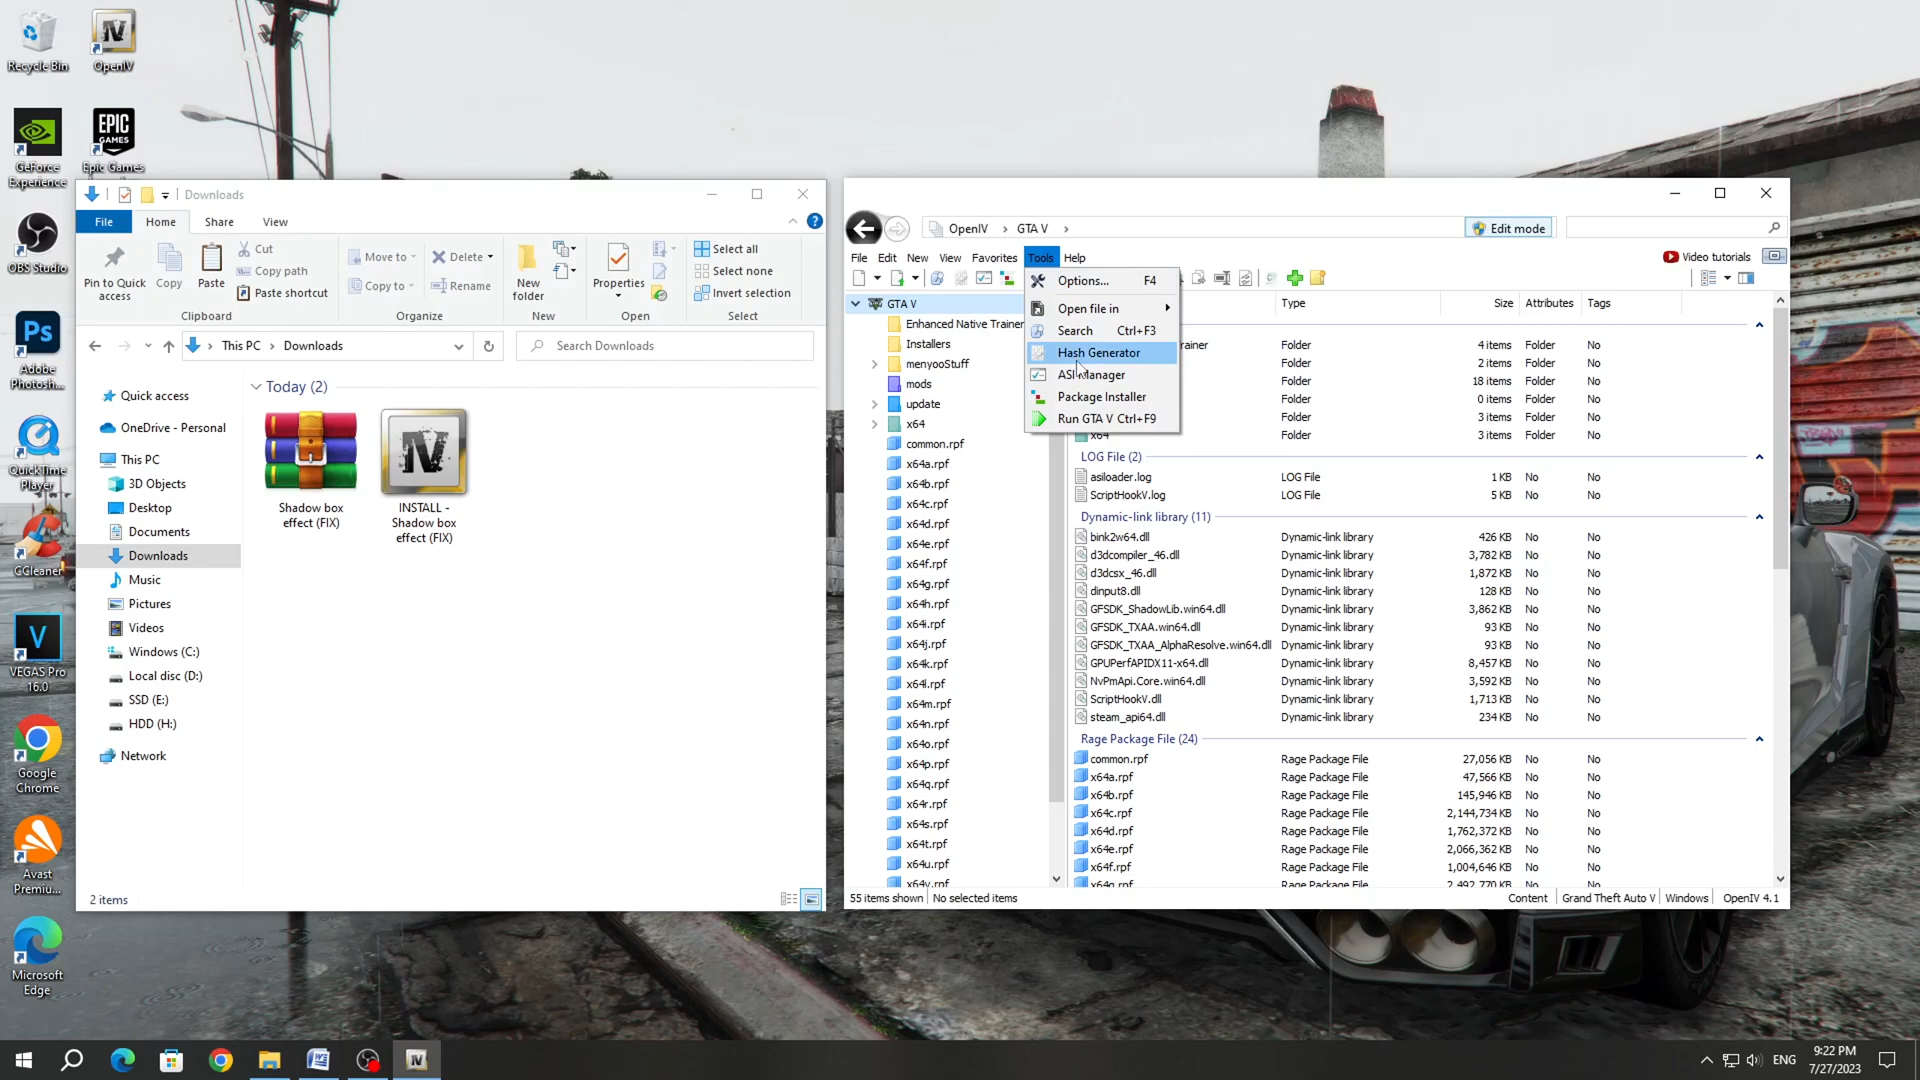 Recycle Bin
OpenIV
GeForce
Experience
EPIC
GAMES
Epic Games
OBS Studio
Ps
Adobe
Photosh...
QuickTime
Player
CCleaner
V
VEGAS Pro
16.0
Google
Chrome
Avast
Premiu...
Microsoft
Edge
Downloads
File
Home
Share
View
Pin to Quick
access
Copy
Paste
Cut
Copy path
Paste shortcut
Clipboard
Move to
Copy to
Delete
Rename
Organize
New
folder
New
Properties
Open
Select all
Select none
Invert selection
Select
This PC
Downloads
Search Downloads
Quick access
OneDrive - Personal
This PC
3D Objects
Desktop
Documents
Downloads
Music
Pictures
Videos
Windows (C:)
Local disc (D:)
SSD (E:)
HDD (H:)
Network
Today (2)
Shadow box
effect (FIX)
IV
INSTALL -
Shadow box
effect (FIX)
2 items
OpenIV
GTA V
Edit mode
File
Edit
New
View
Favorites
Tools
Help
Video tutorials
GTA V
Enhanced Native Trainer
Installers
menyooStuff
mods
update
x64
common.rpf
x64a.rpf
x64b.rpf
x64c.rpf
x64d.rpf
x64e.rpf
x64f.rpf
x64g.rpf
x64h.rpf
x64i.rpf
x64j.rpf
x64k.rpf
x64l.rpf
x64m.rpf
x64n.rpf
x64o.rpf
x64p.rpf
x64q.rpf
x64r.rpf
x64s.rpf
x64t.rpf
x64u.rpf
x64v.rpf
Options... F4
Open file in
Search Ctrl+F3
Hash Generator
ASI Manager
Package Installer
Run GTA V Ctrl+F9
Type Size Attributes Tags
rainer Folder 4 items No No
Folder 2 items No No
Folder 18 items No No
Folder 0 items No No
Folder 3 items No No
x64 Folder 3 items No No
LOG File (2)
asiloader.log LOG File 1 KB No No
ScriptHookV.log LOG File 5 KB No No
Dynamic-link library (11)
bink2w64.dll Dynamic-link library 426 KB No No
d3dcompiler_46.dll Dynamic-link library 3,782 KB No No
d3dcsx_46.dll Dynamic-link library 1,872 KB No No
dinput8.dll Dynamic-link library 128 KB No No
GFSDK_ShadowLib.win64.dll Dynamic-link library 3,862 KB No No
GFSDK_TXAA.win64.dll Dynamic-link library 93 KB No No
GFSDK_TXAA_AlphaResolve.win64.dll Dynamic-link library 93 KB No No
GPUPerfAPIDX11-x64.dll Dynamic-link library 8,457 KB No No
NvPmApi.Core.win64.dll Dynamic-link library 3,592 KB No No
ScriptHookV.dll Dynamic-link library 1,713 KB No No
steam_api64.dll Dynamic-link library 234 KB No No
Rage Package File (24)
common.rpf Rage Package File 27,056 KB No No
x64a.rpf Rage Package File 47,566 KB No No
x64b.rpf Rage Package File 145,946 KB No No
x64c.rpf Rage Package File 2,144,734 KB No No
x64d.rpf Rage Package File 1,762,372 KB No No
x64e.rpf Rage Package File 2,066,362 KB No No
x64f.rpf Rage Package File 1,004,646 KB No No
x64g.rpf Rage Package File 2,492,770 KB No No
55 items shown
No selected items
Content
Grand Theft Auto V
Windows
OpenIV 4.1
ENG
9:22 PM
7/27/2023